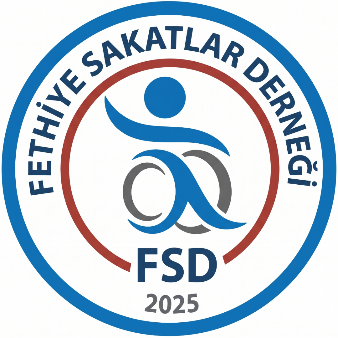 FETHİYE SAKATLAR DERNEĞİ
FSD
2025